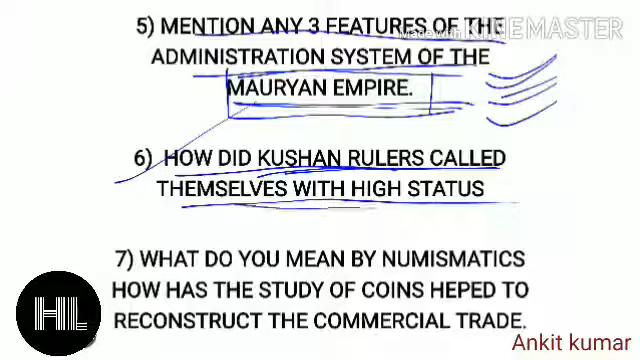 5) MENTION ANY 3 FEATURES OF THE
Made with KINEMASTER
ADMINISTRATION SYSTEM OF THE
MAURYAN EMPIRE.
6) HOW DID KUSHAN RULERS CALLED
THEMSELVES WITH HIGH STATUS
7) WHAT DO YOU MEAN BY NUMISMATICS
HOW HAS THE STUDY OF COINS HEPED TO
RECONSTRUCT THE COMMERCIAL TRADE.
HL
Ankit kumar